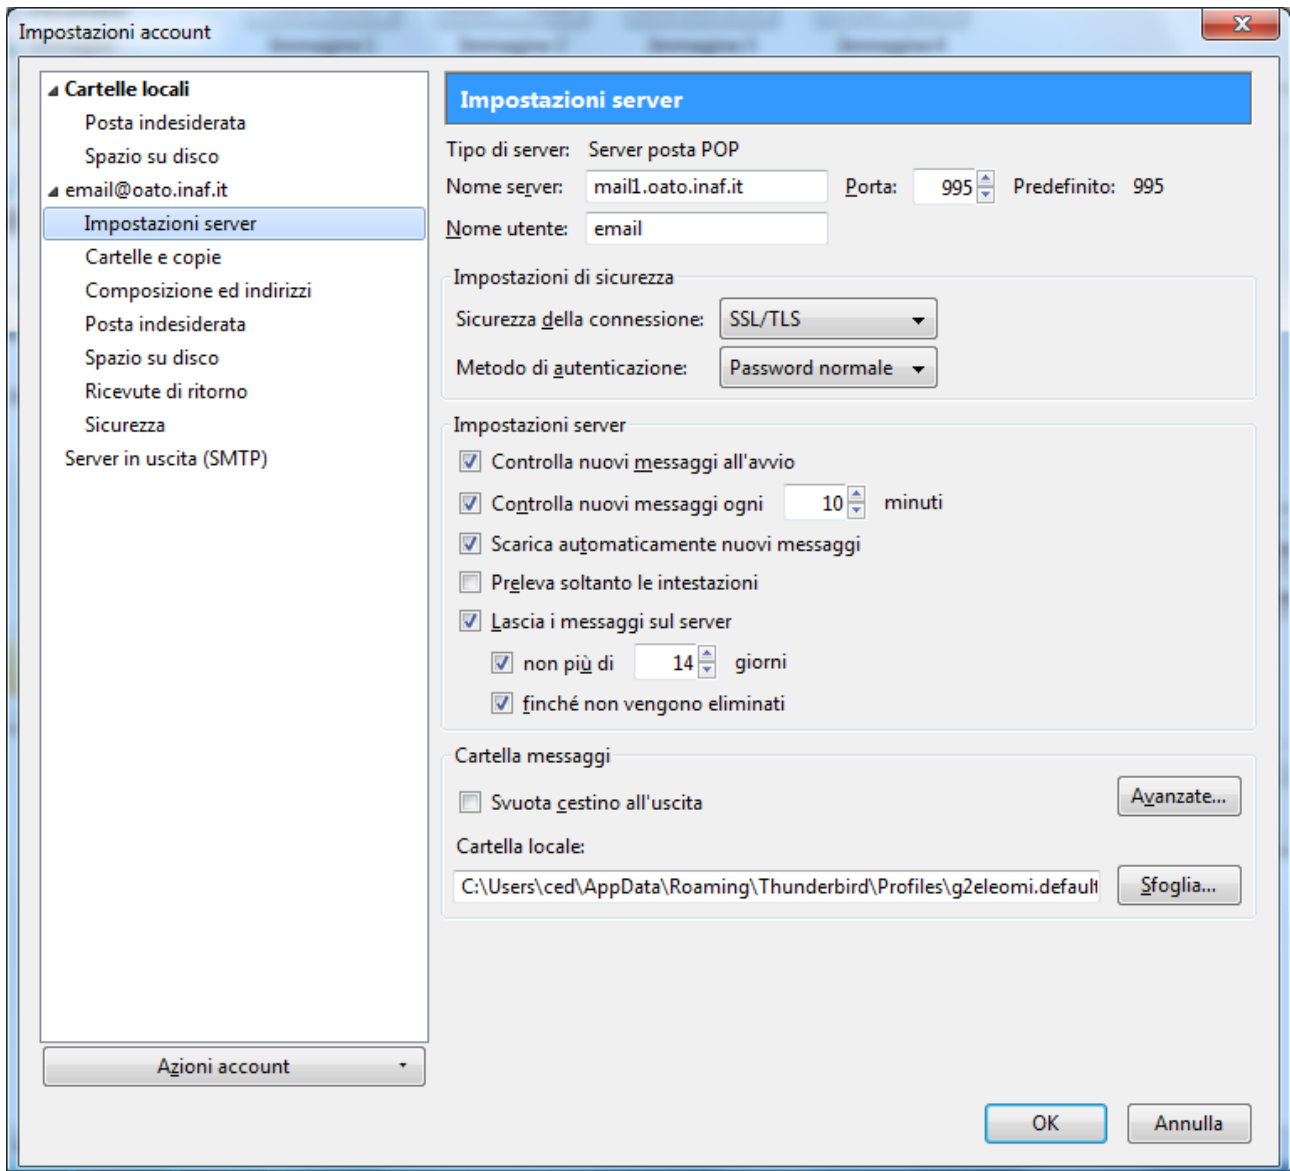 Impostazioni account
Cartelle locali
Posta indesiderata
Spazio su disco
email@oato.inaf.it
Impostazioni server
Cartelle e copie
Composizione ed indirizzi
Posta indesiderata
Spazio su disco
Ricevute di ritorno
Sicurezza
Server in uscita (SMTP)
Azioni account
Impostazioni server
Tipo di server: Server posta POP
Nome server: mail1.oato.inaf.it Porta: 995 Predefinito: 995
Nome utente: email
Impostazioni di sicurezza
Sicurezza della connessione: SSL/TLS
Metodo di autenticazione: Password normale
Impostazioni server
Controlla nuovi messaggi all'avvio
Controlla nuovi messaggi ogni 10 minuti
Scarica automaticamente nuovi messaggi
Preleva soltanto le intestazioni
Lascia i messaggi sul server
non più di 14 giorni
finché non vengono eliminati
Cartella messaggi
Svuota cestino all'uscita
Avanzate...
Cartella locale:
C:\Users\ced\AppData\Roaming\Thunderbird\Profiles\g2eleomi.default
Sfoglia...
OK Annulla